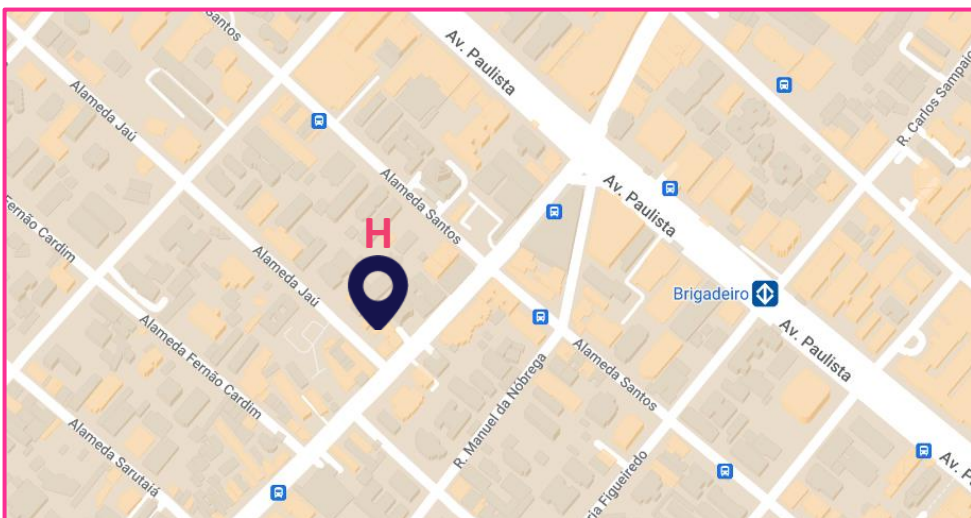 Santos
Av. Paulista
Alameda Jaú
R. Carlos Sampaio
Alameda Santos
Av. Paulista
Fernão Cardim
H
Alameda Jaú
Brigadeiro
Alameda Fernão Cardim
Alameda Santos
Av. Paulista
R. Manuel da Nóbrega
Alameda Sarutaiá
Figueiredo
Av.